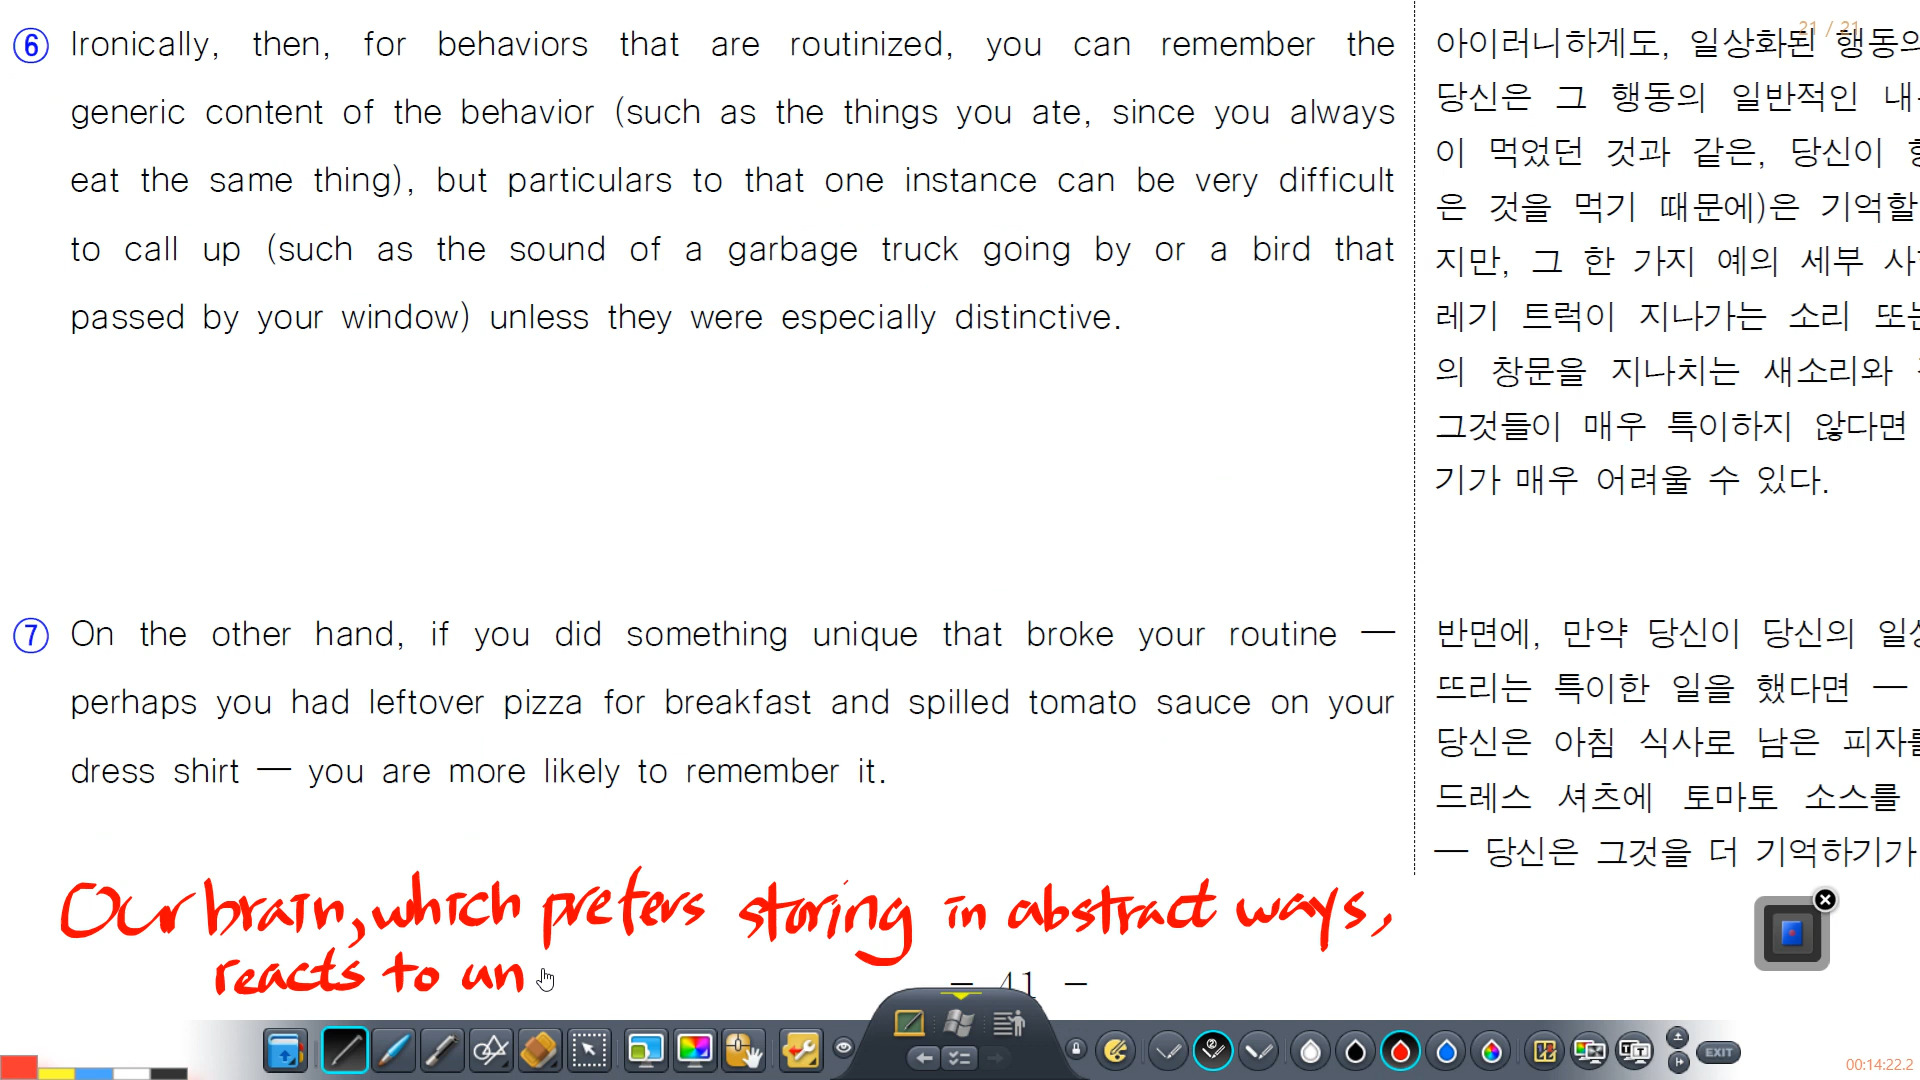 21 / 21
⑥ Ironically, then, for behaviors that are routinized, you can remember the
generic content of the behavior (such as the things you ate, since you always
eat the same thing), but particulars to that one instance can be very difficult
to call up (such as the sound of a garbage truck going by or a bird that
passed by your window) unless they were especially distinctive.
아이러니하게도, 일상화된 행동의
당신은 그 행동의 일반적인 내
이 먹었던 것과 같은, 당신이 항
은 것을 먹기 때문에)은 기억할
지만, 그 한 가지 예의 세부 사
레기 트럭이 지나가는 소리 또는
의 창문을 지나치는 새소리와
그것들이 매우 특이하지 않다면
기가 매우 어려울 수 있다.
⑦ On the other hand, if you did something unique that broke your routine —
perhaps you had leftover pizza for breakfast and spilled tomato sauce on your
dress shirt — you are more likely to remember it.
반면에, 만약 당신이 당신의 일상
뜨리는 특이한 일을 했다면 —
당신은 아침 식사로 남은 피자를
드레스 셔츠에 토마토 소스를
— 당신은 그것을 더 기억하기가
Our brain, which prefers storing in abstract ways,
reacts to un
— 41 —
EXIT
00:14:22.2